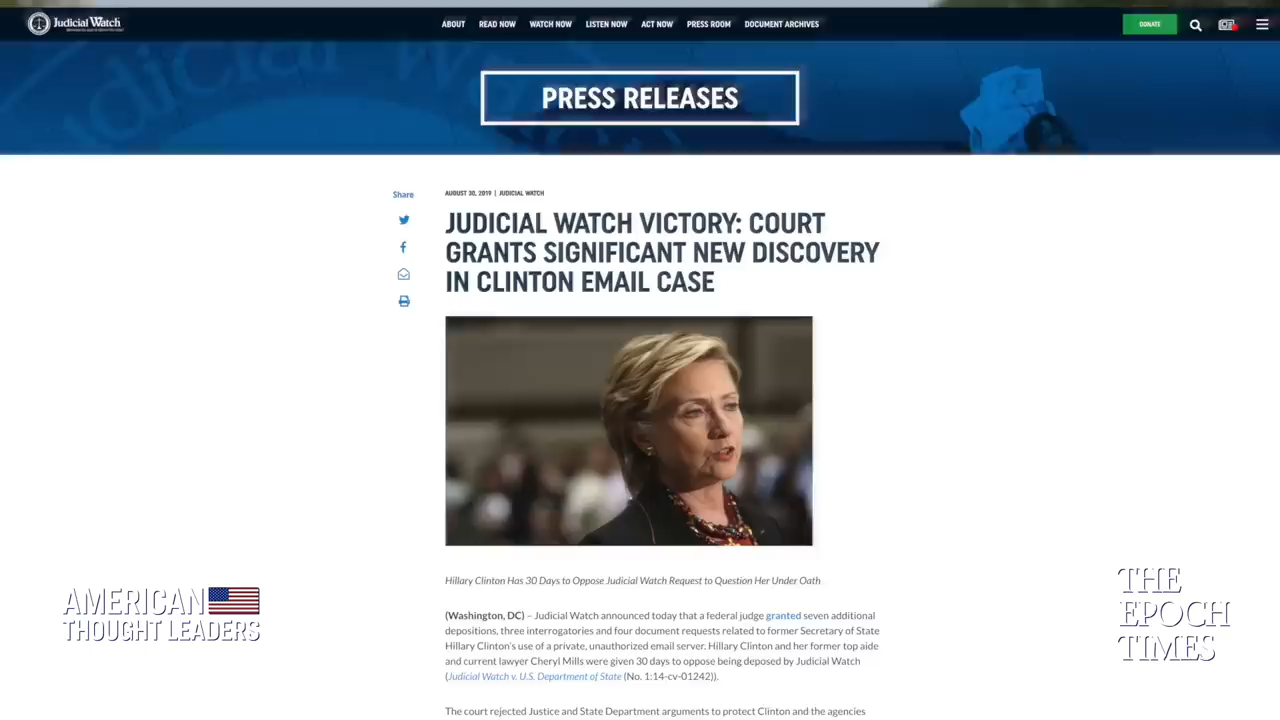 Judicial Watch
ABOUT READ NOW WATCH NOW LISTEN NOW ACT NOW PRESS ROOM DOCUMENT ARCHIVES
DONATE
PRESS RELEASES
Share
AUGUST 30, 2019 | JUDICIAL WATCH
JUDICIAL WATCH VICTORY: COURT
GRANTS SIGNIFICANT NEW DISCOVERY
IN CLINTON EMAIL CASE
Hillary Clinton Has 30 Days to Oppose Judicial Watch Request to Question Her Under Oath
(Washington, DC) – Judicial Watch announced today that a federal judge granted seven additional
depositions, three interrogatories and four document requests related to former Secretary of State
Hillary Clinton's use of a private, unauthorized email server. Hillary Clinton and her former top aide
and current lawyer Cheryl Mills were given 30 days to oppose being deposed by Judicial Watch
(Judicial Watch v. U.S. Department of State (No. 1:14-cv-01242)).
The court rejected Justice and State Department arguments to protect Clinton and the agencies
AMERICAN
THOUGHT LEADERS
THE
EPOCH
TIMES